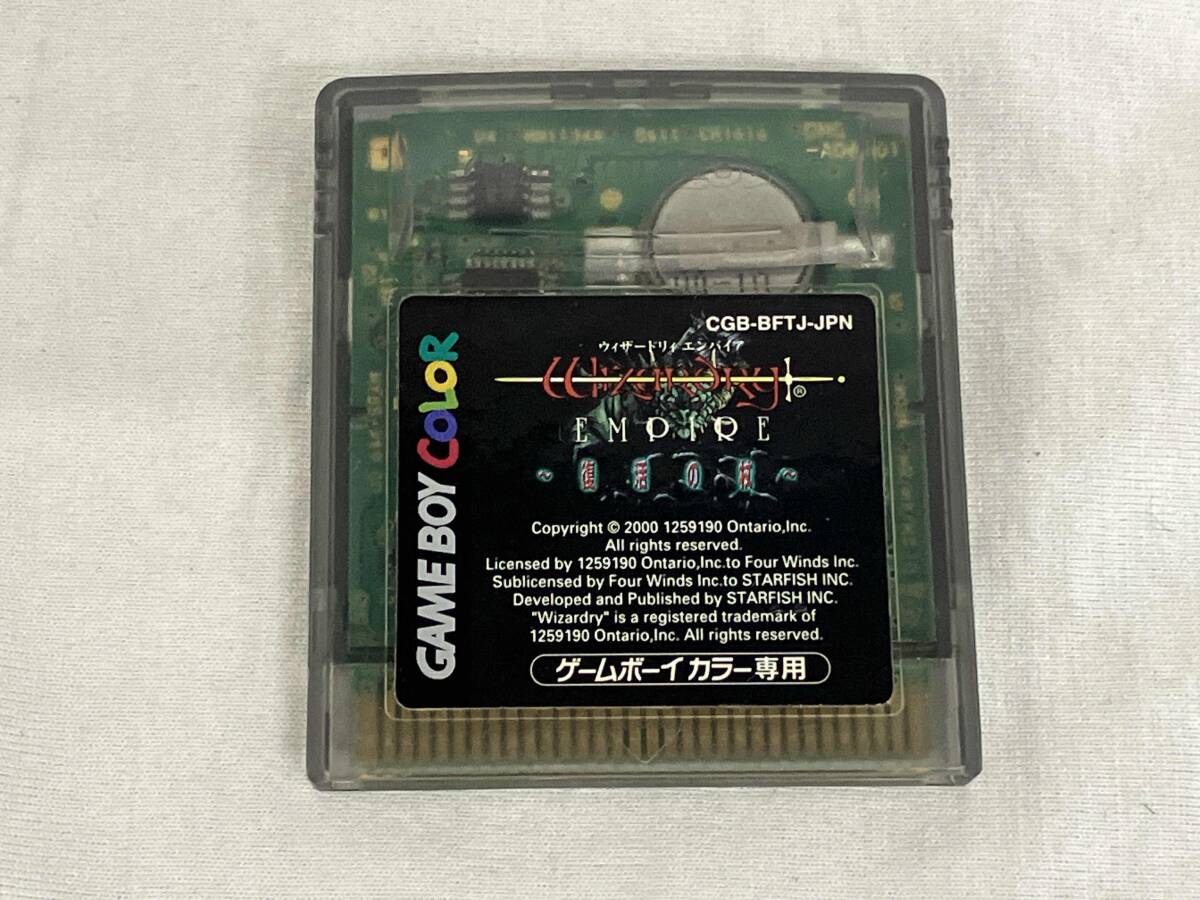 CGB-BFTJ-JPN
ウィザードリィ エンパイア
Wizardry®
EMPIRE
~復活の杖~
Copyright © 2000 1259190 Ontario,Inc.
All rights reserved.
Licensed by 1259190 Ontario,Inc.to Four Winds Inc.
Sublicensed by Four Winds Inc.to STARFISH INC.
Developed and Published by STARFISH INC.
"Wizardry" is a registered trademark of
1259190 Ontario,Inc. All rights reserved.
ゲームボーイカラー専用
GAME BOY COLOR